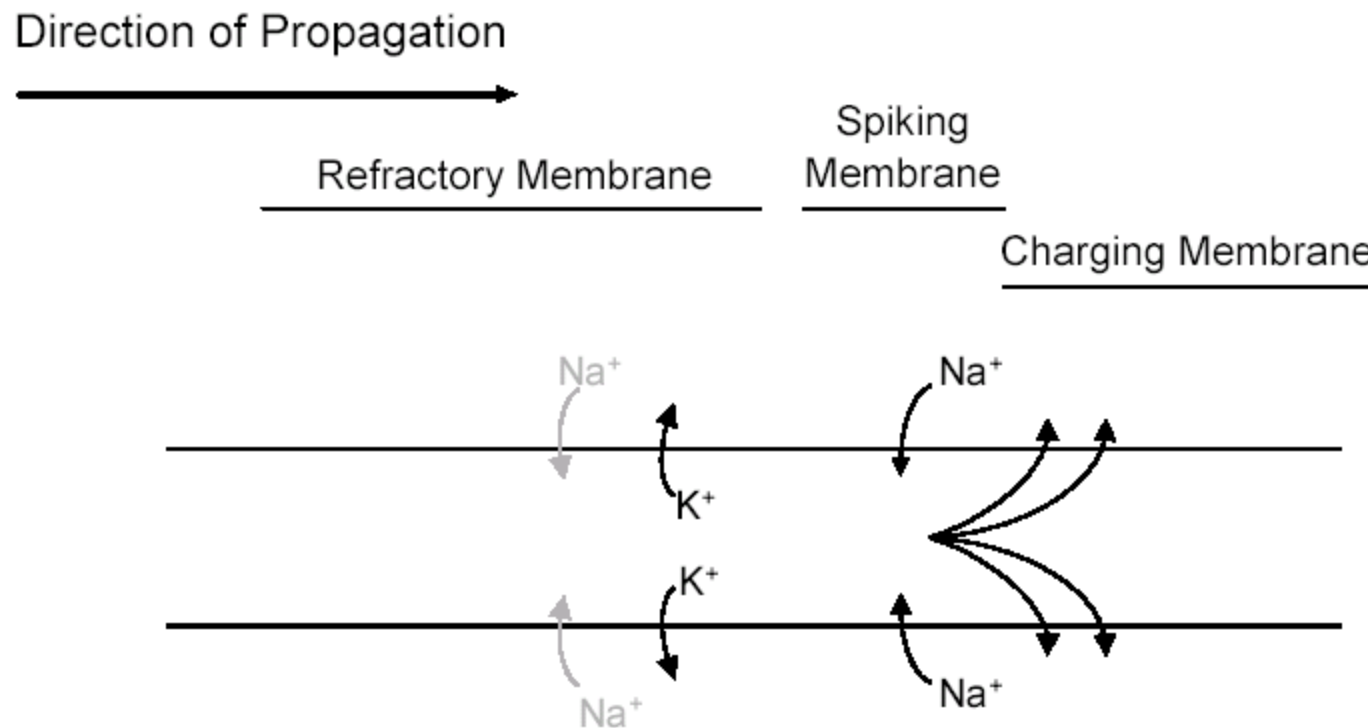 Direction of Propagation
Spiking
Membrane
Refractory Membrane
Charging Membrane
Na⁺
Na⁺
K⁺
K⁺
Na⁺
Na⁺